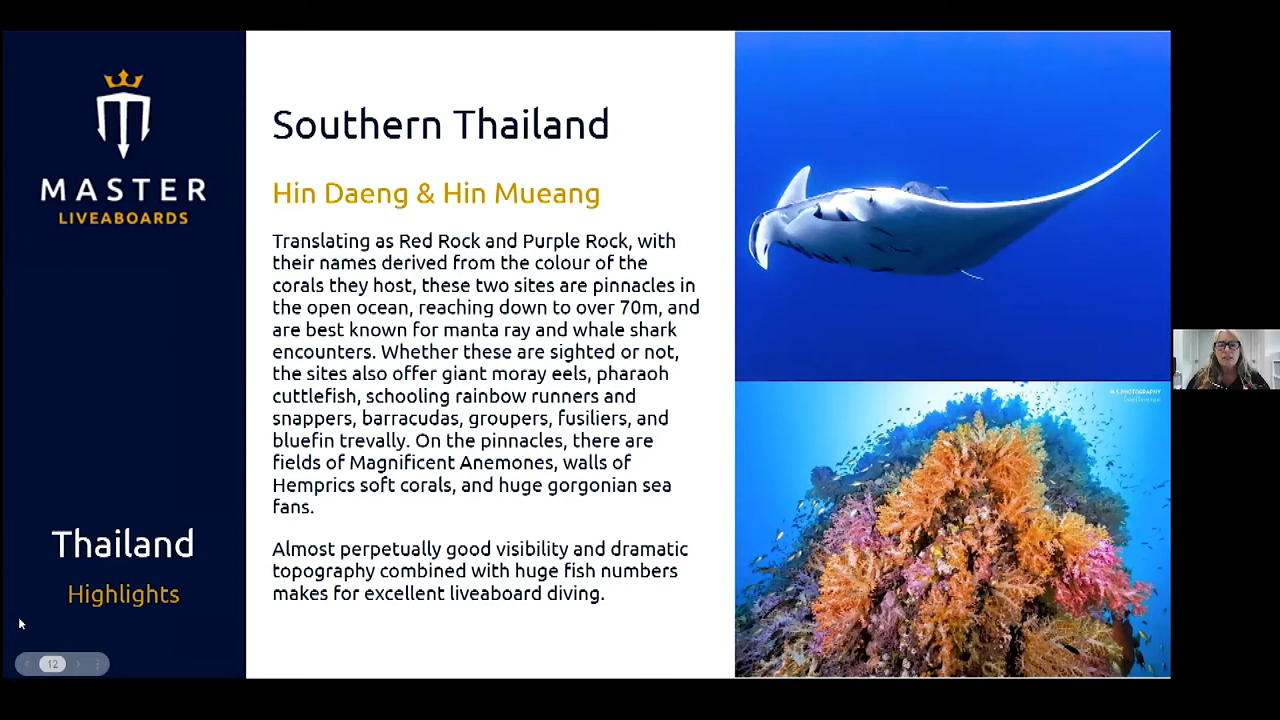 MASTER
LIVEABOARDS
Thailand
Highlights
12
Southern Thailand
Hin Daeng & Hin Mueang
Translating as Red Rock and Purple Rock, with
their names derived from the colour of the
corals they host, these two sites are pinnacles in
the open ocean, reaching down to over 70m, and
are best known for manta ray and whale shark
encounters. Whether these are sighted or not,
the sites also offer giant moray eels, pharaoh
cuttlefish, schooling rainbow runners and
snappers, barracudas, groupers, fusiliers, and
bluefin trevally. On the pinnacles, there are
fields of Magnificent Anemones, walls of
Hemprics soft corals, and huge gorgonian sea
fans.
Almost perpetually good visibility and dramatic
topography combined with huge fish numbers
makes for excellent liveaboard diving.
PHOTOGRAPHY